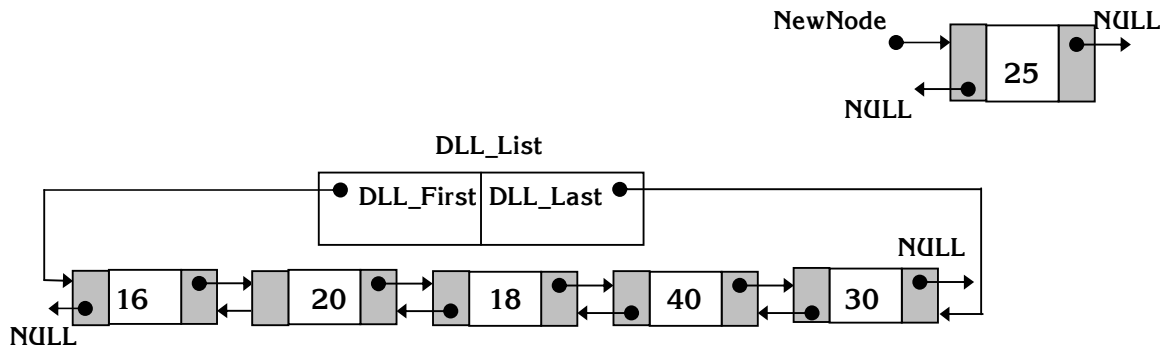 NewNode
NULL
25
NULL
DLL_List
DLL_First DLL_Last
NULL
16 20 18 40 30
NULL